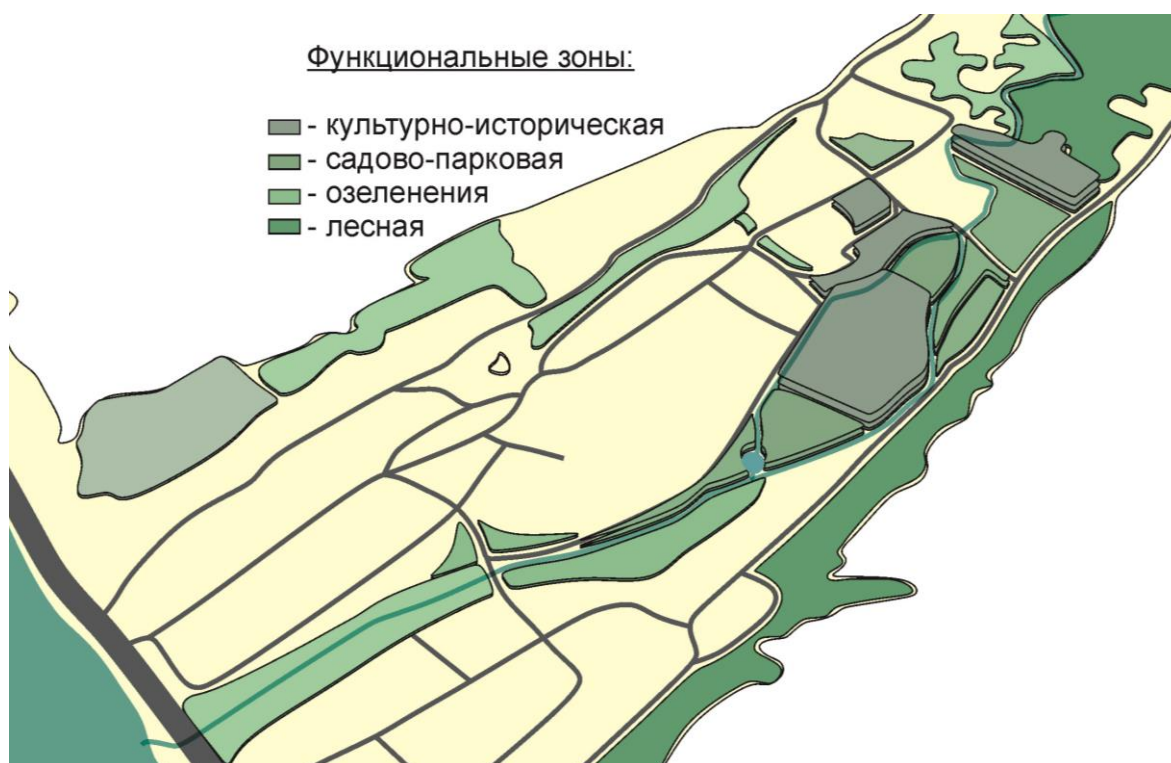 Функциональные зоны:
- культурно-историческая
- садово-парковая
- озеленения
- лесная